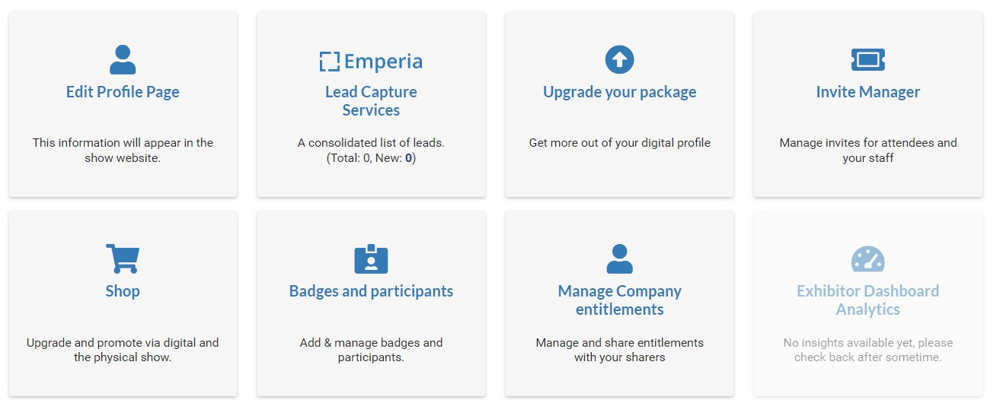 Edit Profile Page
This information will appear in the
show website.
Emperia
Lead Capture
Services
A consolidated list of leads.
(Total: 0, New: 0)
Upgrade your package
Get more out of your digital profile
Invite Manager
Manage invites for attendees and
your staff
Shop
Upgrade and promote via digital and
the physical show.
Badges and participants
Add & manage badges and
participants.
Manage Company
entitlements
Manage and share entitlements
with your sharers
Exhibitor Dashboard
Analytics
No insights available yet, please
check back after sometime.